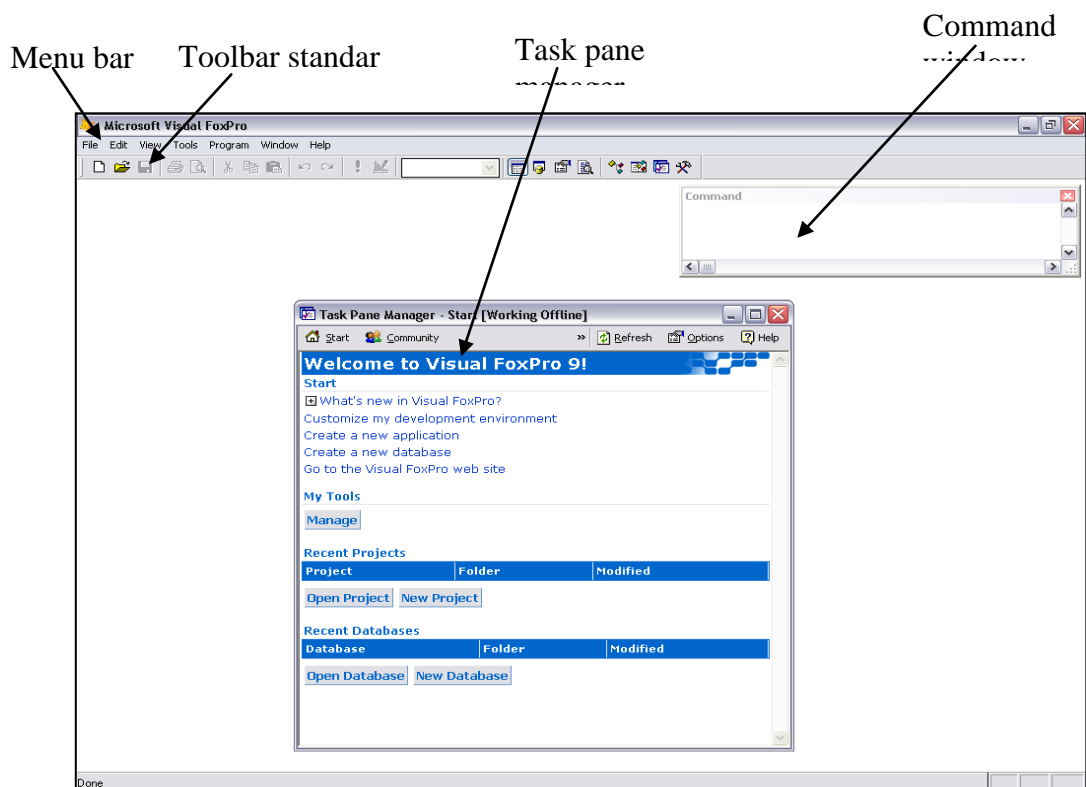 Command
window
Menu bar
Toolbar standar
Task pane
manager
Microsoft Visual FoxPro
File Edit View Tools Program Window Help
Command
Task Pane Manager - Start [Working Offline]
Start Community » Refresh Options Help
Welcome to Visual FoxPro 9!
Start
What's new in Visual FoxPro?
Customize my development environment
Create a new application
Create a new database
Go to the Visual FoxPro web site
My Tools
Manage
Recent Projects
Project Folder Modified
Open Project New Project
Recent Databases
Database Folder Modified
Open Database New Database
Done